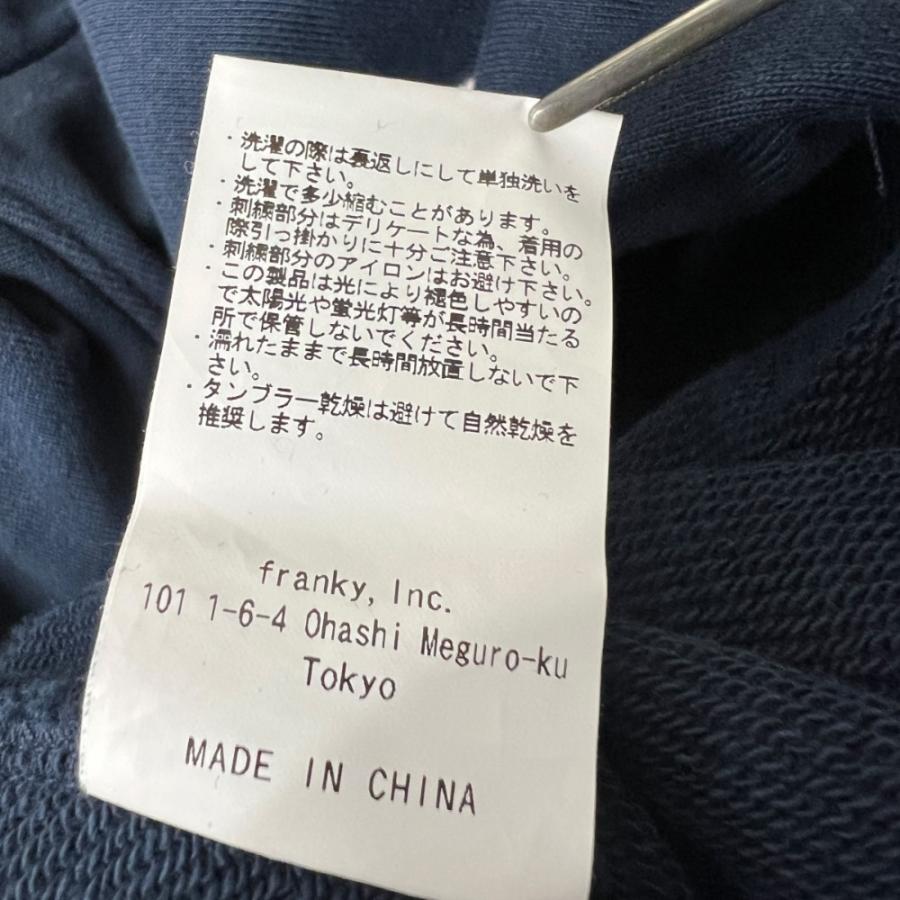 ・洗濯の際は裏返しにして単独洗いを
して下さい。
・洗濯で多少縮むことがあります。
・刺繍部分はデリケートな為、着用の
際引っ掛かりに十分ご注意下さい。
・刺繍部分のアイロンはお避け下さい。
・この製品は光により褪色しやすいの
で太陽光や蛍光灯等が長時間当たる
所で保管しないでください。
・濡れたままで長時間放置しないで下
さい。
・タンブラー乾燥は避けて自然乾燥を
推奨します。
franky, Inc.
101 1-6-4 Ohashi Meguro-ku
Tokyo
MADE IN CHINA